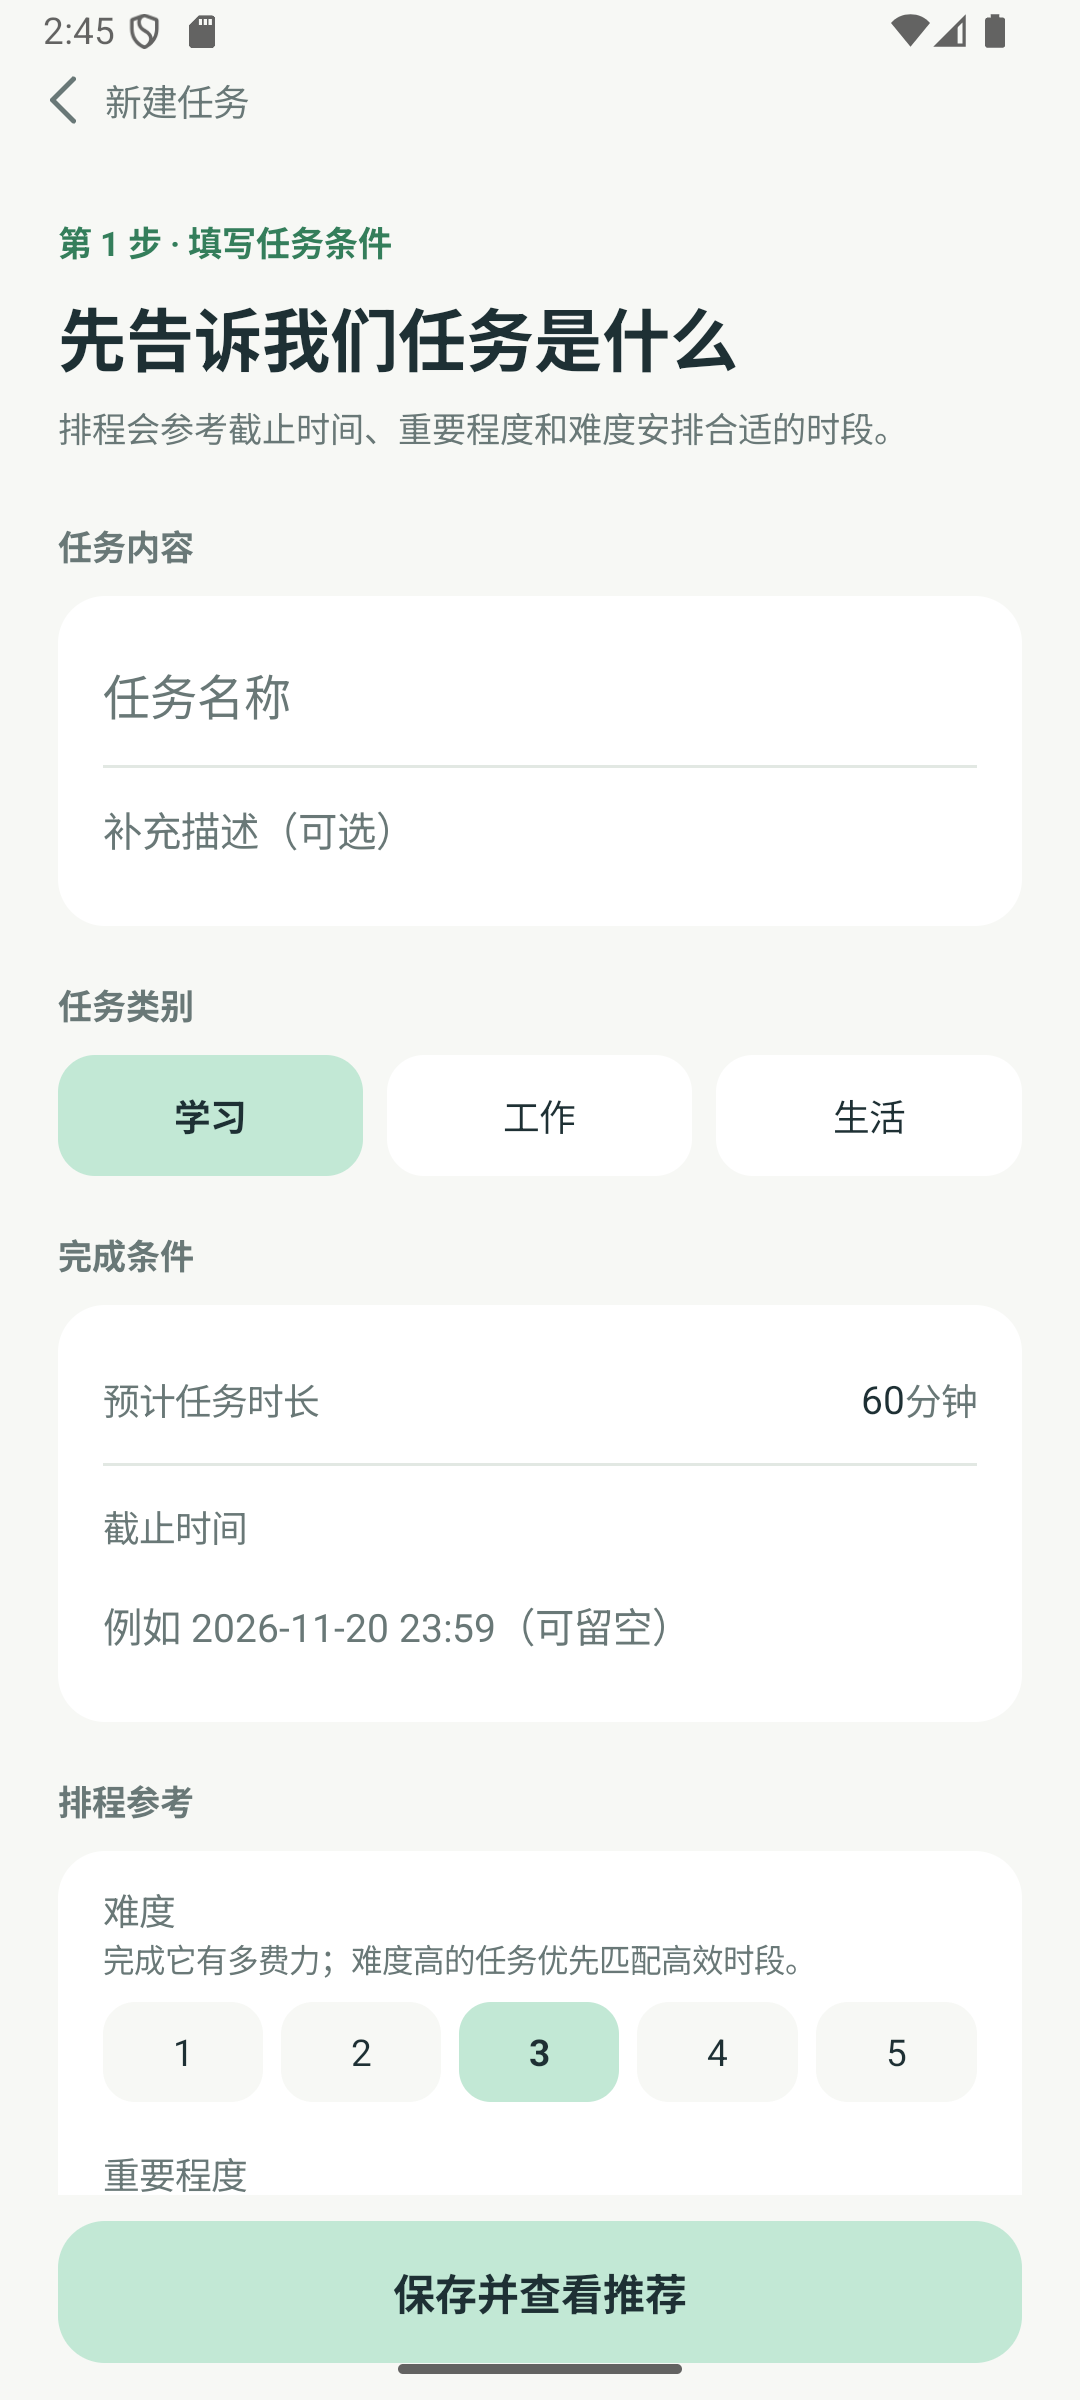 2:45
新建任务
第 1 步 · 填写任务条件
先告诉我们任务是什么
排程会参考截止时间、重要程度和难度安排合适的时段。
任务内容
任务名称
补充描述（可选）
任务类别
学习 工作 生活
完成条件
预计任务时长 60分钟
截止时间
例如 2026-11-20 23:59（可留空）
排程参考
难度
完成它有多费力；难度高的任务优先匹配高效时段。
1 2 3 4 5
重要程度
保存并查看推荐